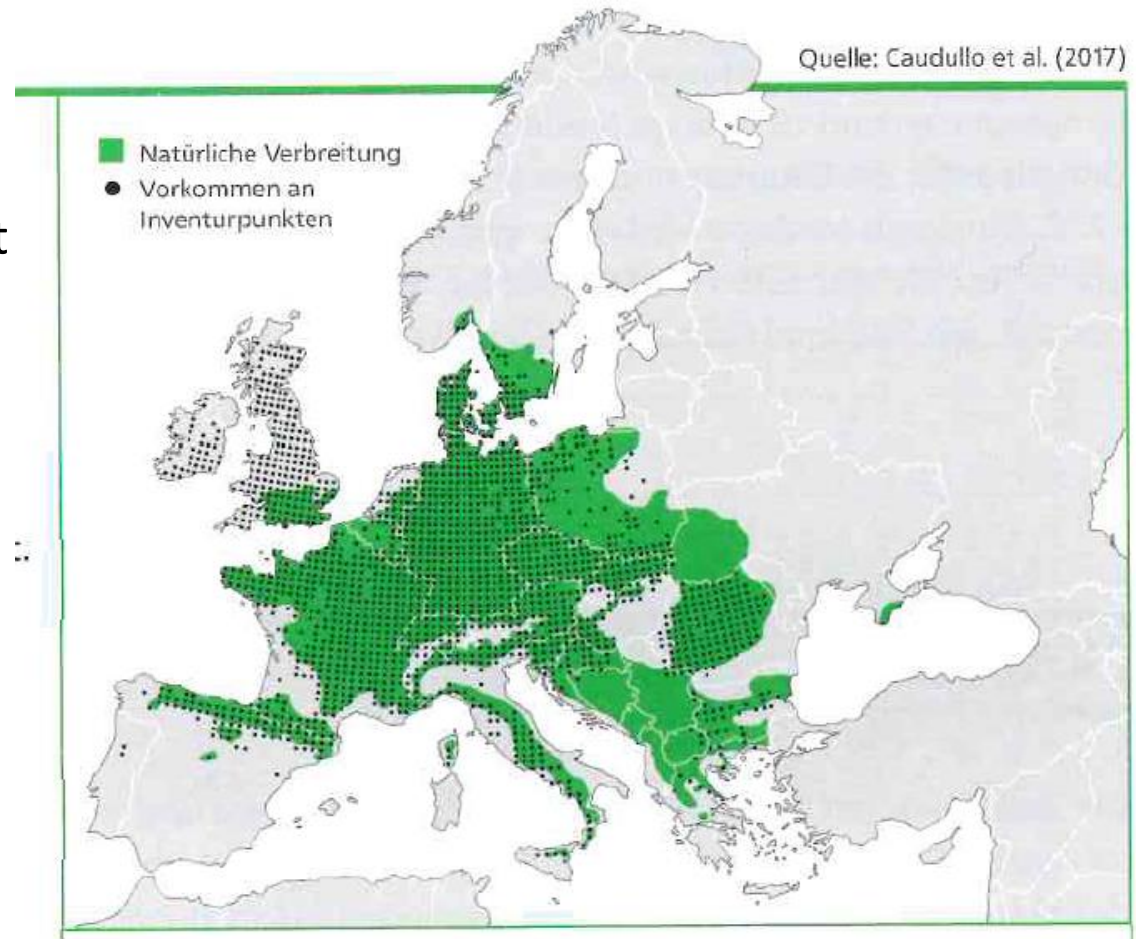 Quelle: Caudullo et al. (2017)
Natürliche Verbreitung
Vorkommen an
Inventurpunkten
t